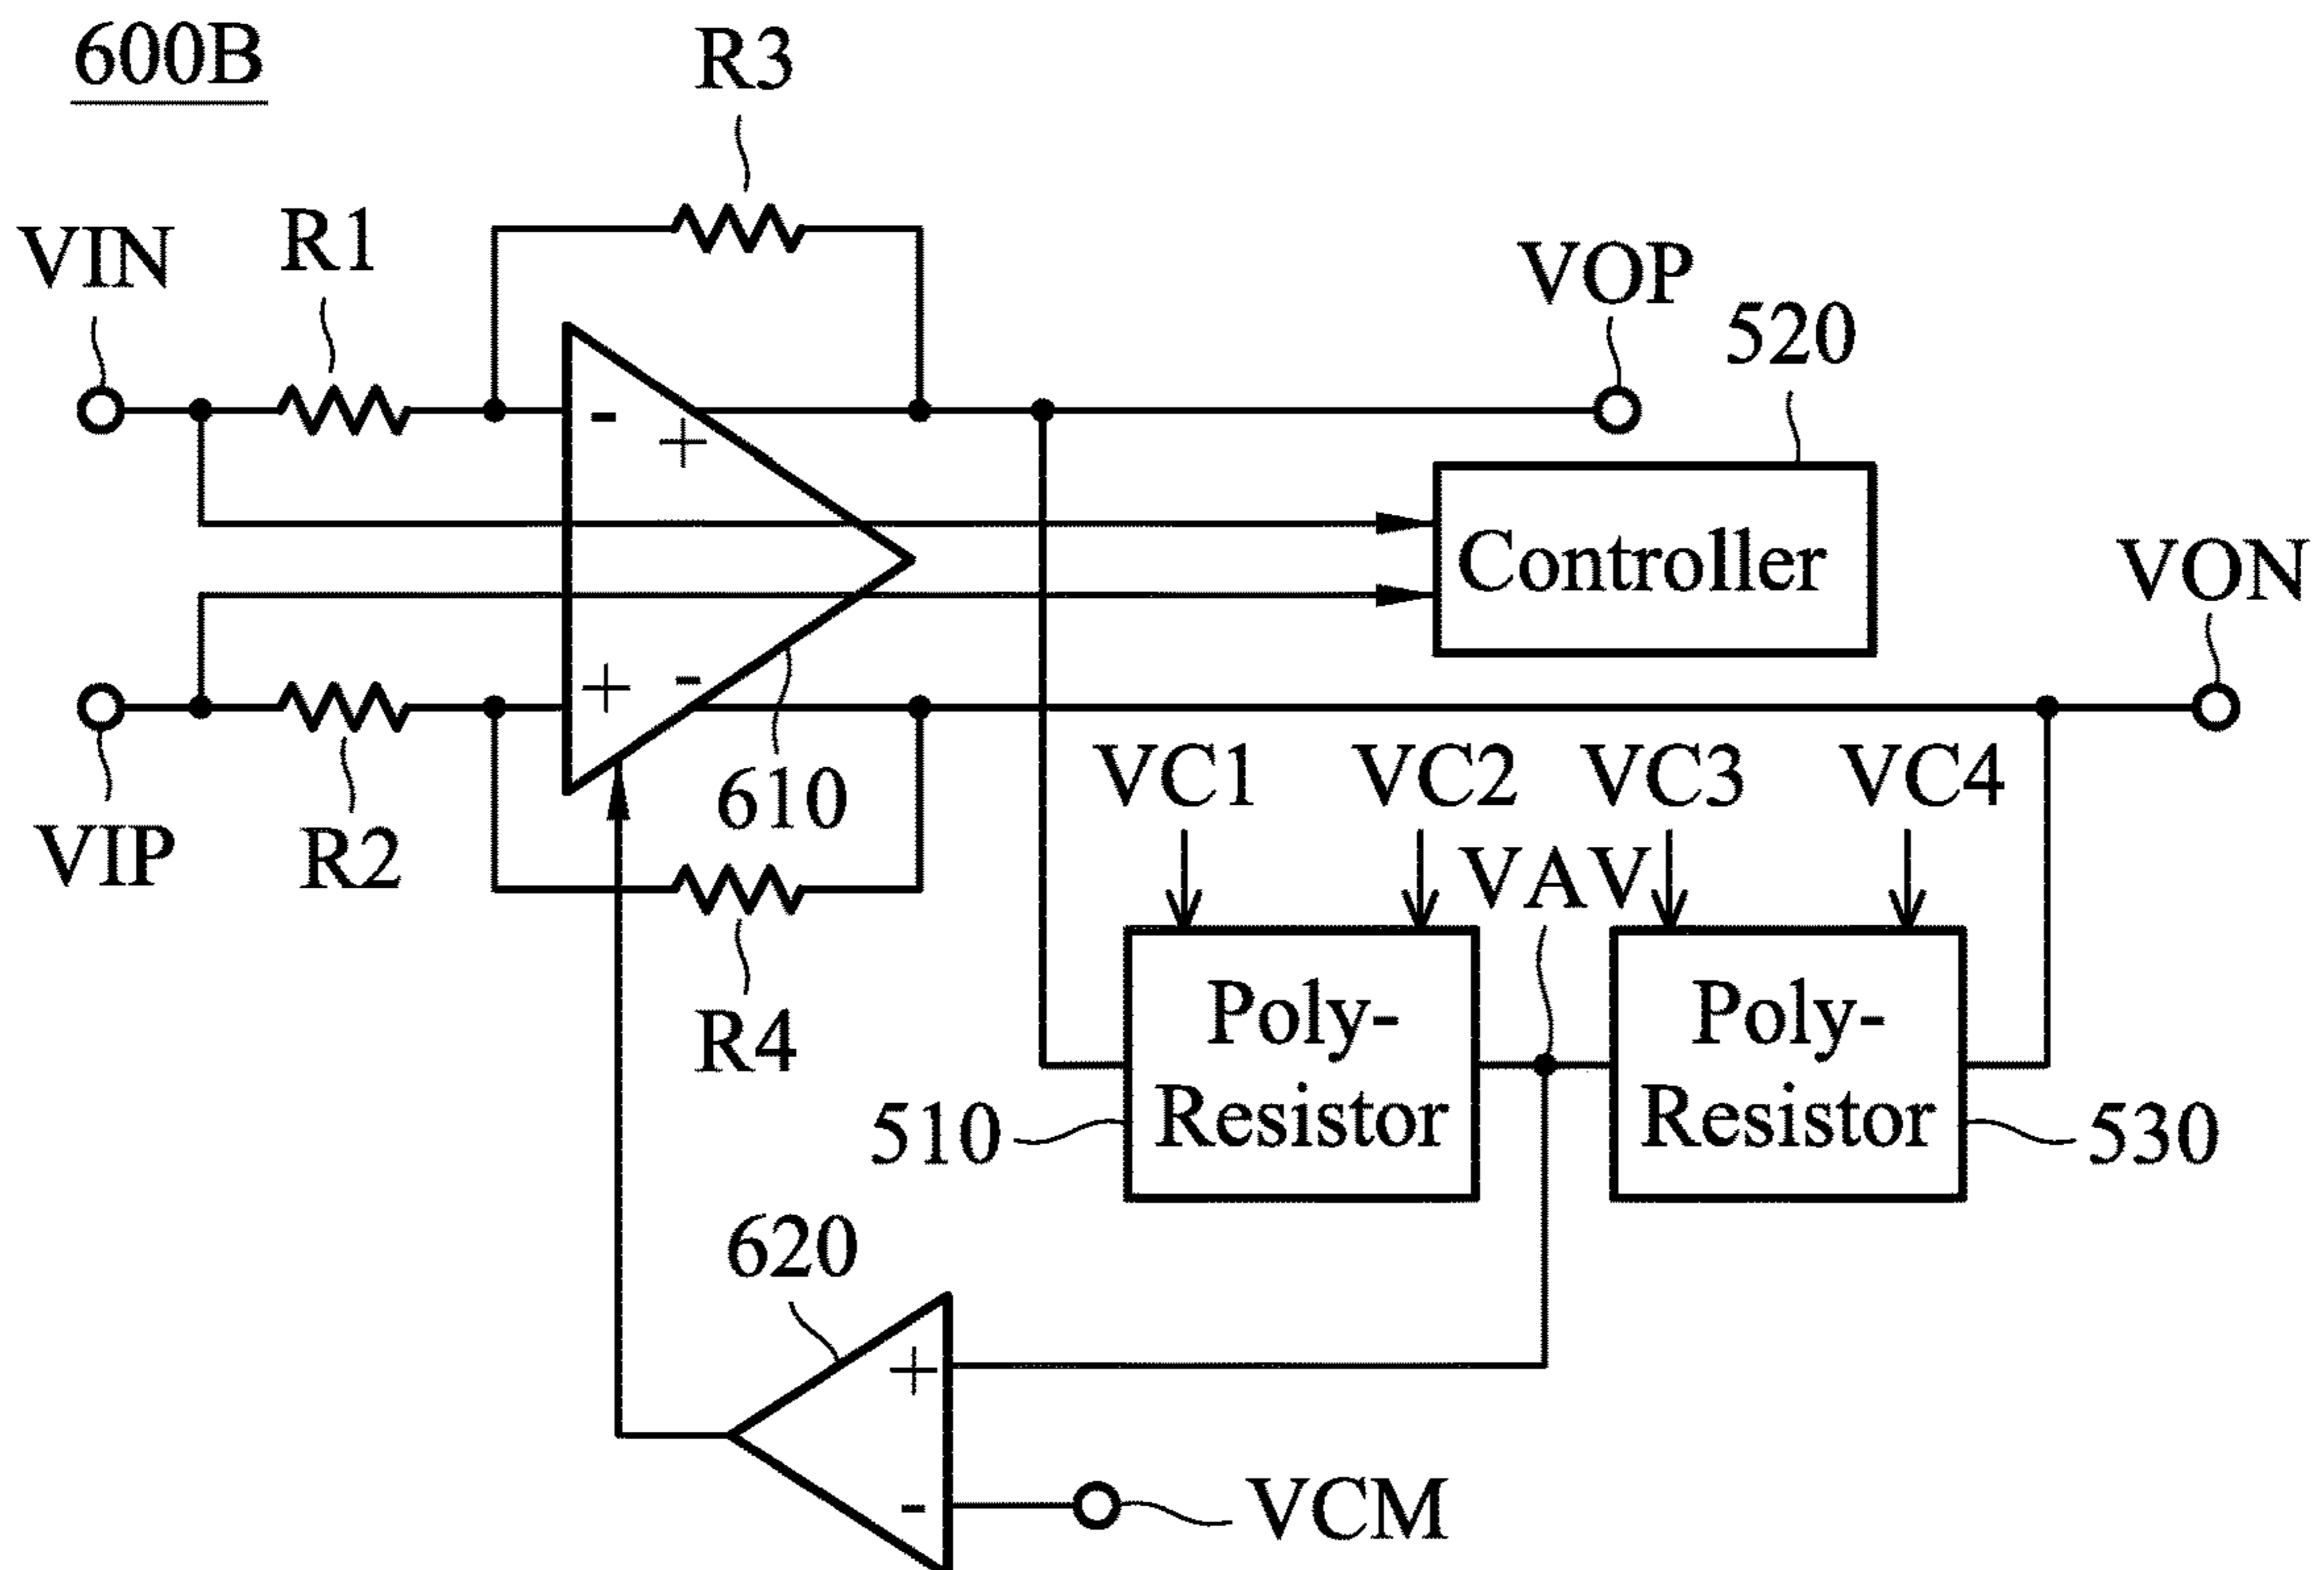 600B
R3
VIN
R1
VOP
520
-
+
Controller
VON
+
-
VIP
R2
610
VC1
VC2
VC3
VC4
VAV
R4
Poly-
Resistor
Poly-
Resistor
510
530
620
+
-
VCM